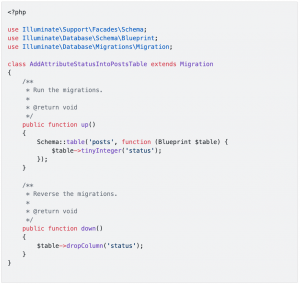 <?php
use Illuminate\Support\Facades\Schema;
use Illuminate\Database\Schema\Blueprint;
use Illuminate\Database\Migrations\Migration;
class AddAttributeStatusIntoPostsTable extends Migration
{
/**
* Run the migrations.
*
* @return void
*/
public function up()
{
Schema::table('posts', function (Blueprint $table) {
$table->tinyInteger('status');
});
}
/**
* Reverse the migrations.
*
* @return void
*/
public function down()
{
$table->dropColumn('status');
}
}